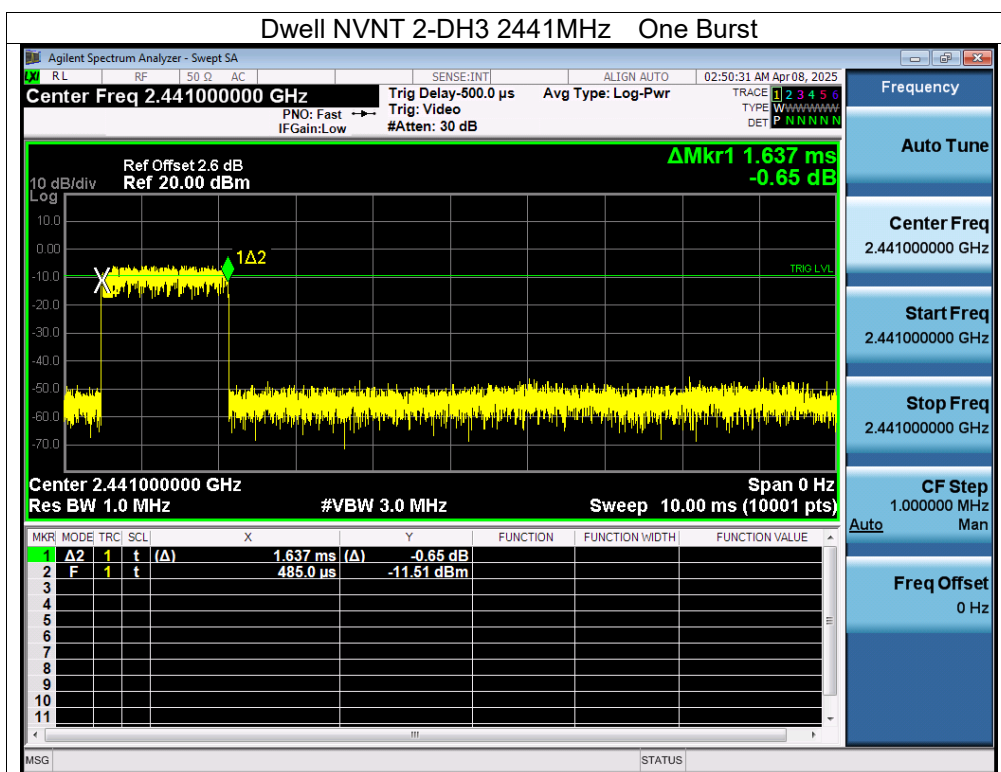 Dwell NVNT 2-DH3 2441MHz One Burst
Agilent Spectrum Analyzer - Swept SA
LXI RL RF 50 Ω AC SENSE:INT ALIGN AUTO 02:50:31 AM Apr 08, 2025
Center Freq 2.441000000 GHz
PNO: Fast
IFGain:Low
Trig Delay-500.0 µs
Trig: Video
#Atten: 30 dB
Avg Type: Log-Pwr
TRACE 1 2 3 4 5 6
TYPE WWWWWW
DET P N N N N N
ΔMkr1 1.637 ms
-0.65 dB
Ref Offset 2.6 dB
10 dB/div Ref 20.00 dBm
Log
10.0
0.00
-10.0
-20.0
-30.0
-40.0
-50.0
-60.0
-70.0
1Δ2
TRIG LVL
Center 2.441000000 GHz Span 0 Hz
Res BW 1.0 MHz #VBW 3.0 MHz Sweep 10.00 ms (10001 pts)
MKR MODE TRC SCL X Y FUNCTION FUNCTION WIDTH FUNCTION VALUE
1 Δ2 1 t (Δ) 1.637 ms (Δ) -0.65 dB
2 F 1 t 485.0 µs -11.51 dBm
3
4
5
6
7
8
9
10
11
MSG STATUS
Frequency
Auto Tune
Center Freq
2.441000000 GHz
Start Freq
2.441000000 GHz
Stop Freq
2.441000000 GHz
CF Step
1.000000 MHz
Auto Man
Freq Offset
0 Hz